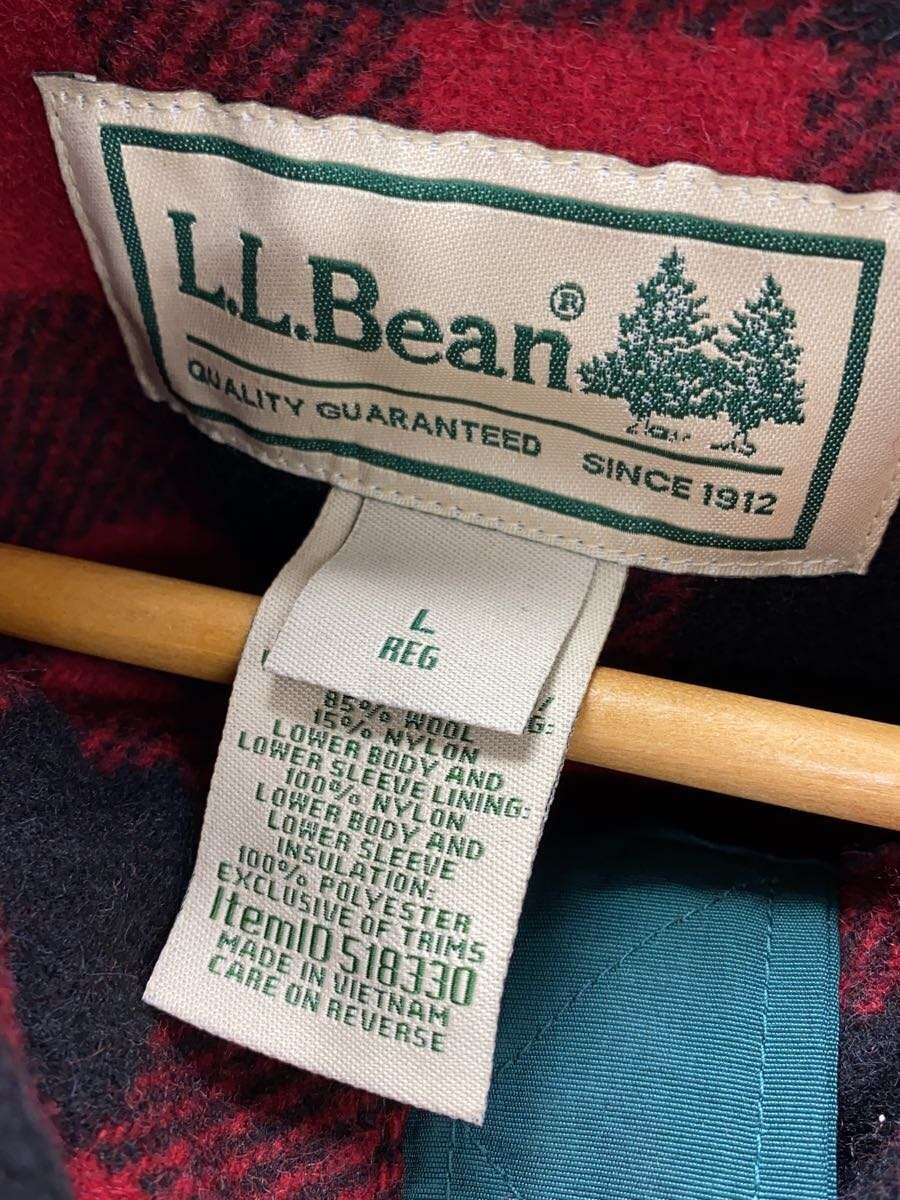 L.L.Bean®
QUALITY GUARANTEED SINCE 1912
L
REG
85% WOOL
15% NYLON
LOWER BODY AND
LOWER SLEEVE LINING:
100% NYLON
LOWER BODY AND
LOWER SLEEVE
INSULATION:
100% POLYESTER
EXCLUSIVE OF TRIMS
ItemID 518330
MADE IN VIETNAM
CARE ON REVERSE